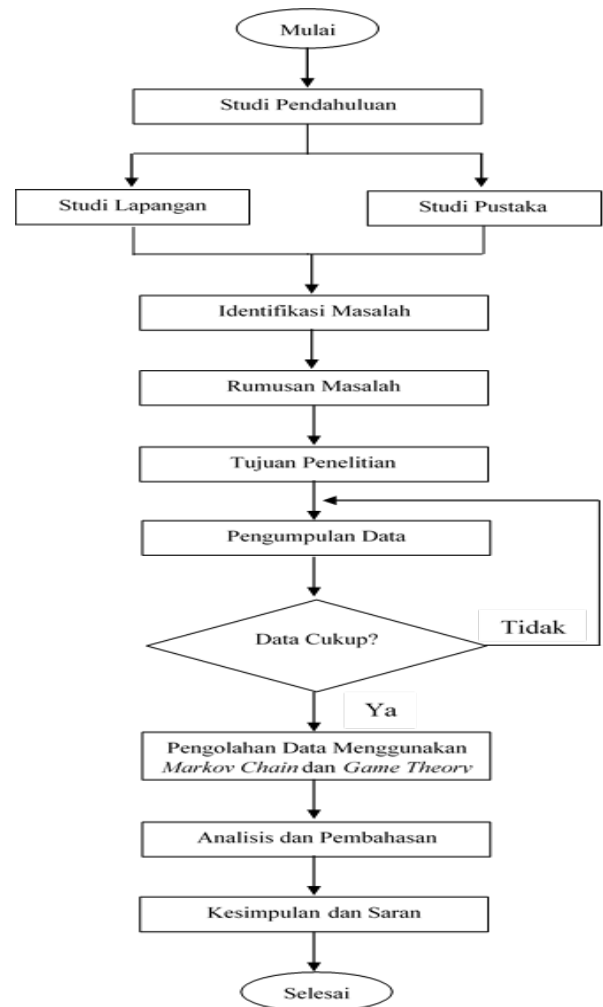 Mulai
Studi Pendahuluan
Studi Lapangan
Studi Pustaka
Identifikasi Masalah
Rumusan Masalah
Tujuan Penelitian
Pengumpulan Data
Data Cukup?
Tidak
Ya
Pengolahan Data Menggunakan
Markov Chain dan Game Theory
Analisis dan Pembahasan
Kesimpulan dan Saran
Selesai